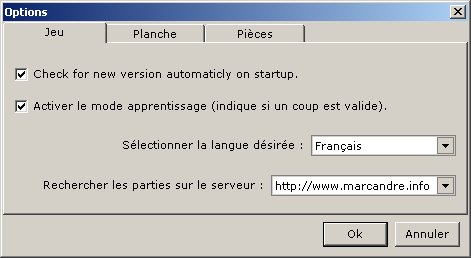 Options
Jeu Planche Pièces
Check for new version automaticly on startup.
Activer le mode apprentissage (indique si un coup est valide).
Sélectionner la langue désirée : Français
Rechercher les parties sur le serveur : http://www.marcandre.info
Ok Annuler